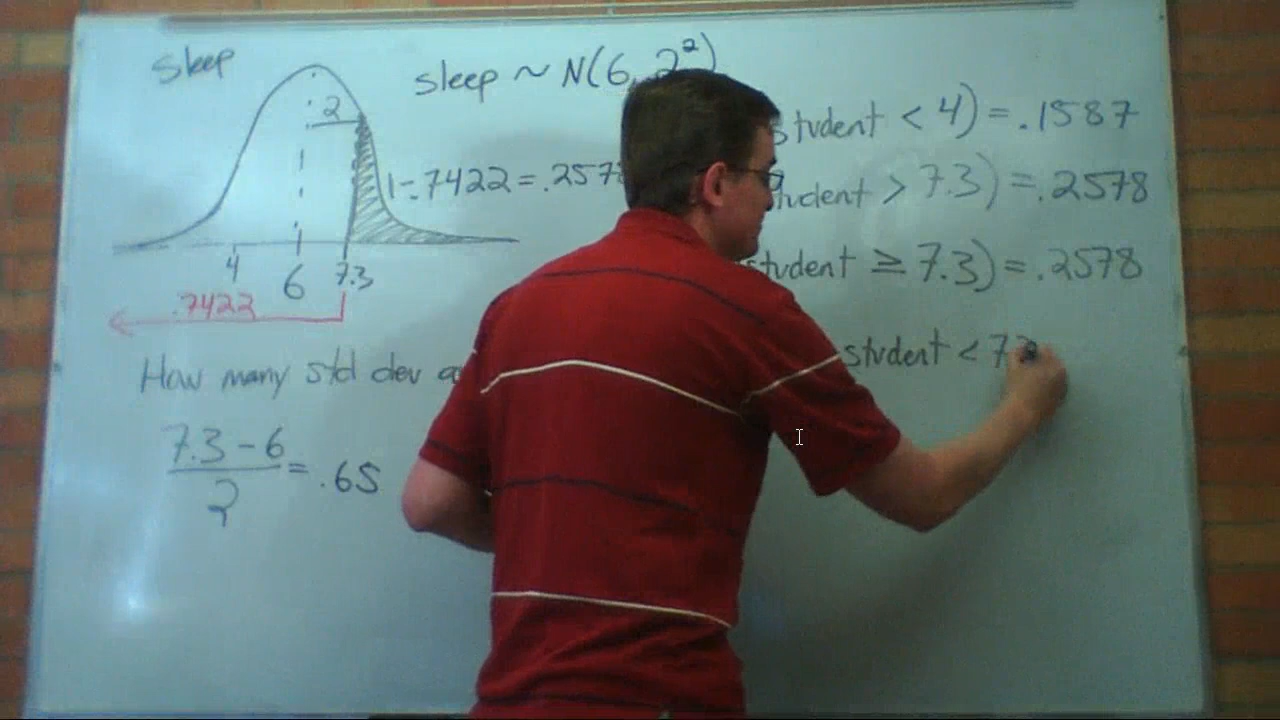 sleep
sleep ~ N(6, 2²)
2
1-.7422 = .2578
4
6
7.3
.7422
How many std dev
7.3 - 6
2
= .65
student < 4) = .1587
student > 7.3) = .2578
student ≥ 7.3) = .2578
student < 7.3